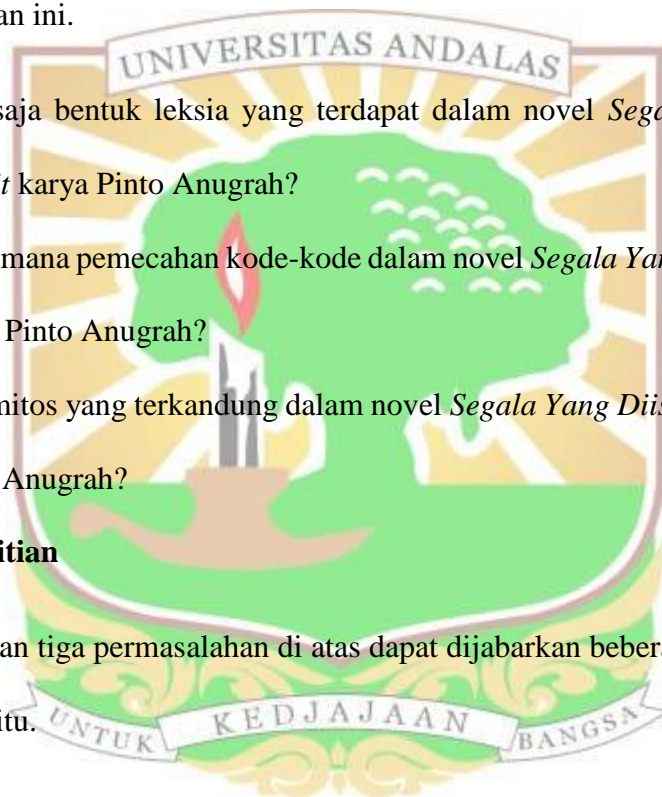 an ini.
UNIVERSITAS ANDALAS
saja bentuk leksia yang terdapat dalam novel Sega
it karya Pinto Anugrah?
mana pemecahan kode-kode dalam novel Segala Yan
Pinto Anugrah?
mitos yang terkandung dalam novel Segala Yang Diis
Anugrah?
itian
an tiga permasalahan di atas dapat dijabarkan bebera
itu.
UNTUK KEDJAJAAN BANGSA